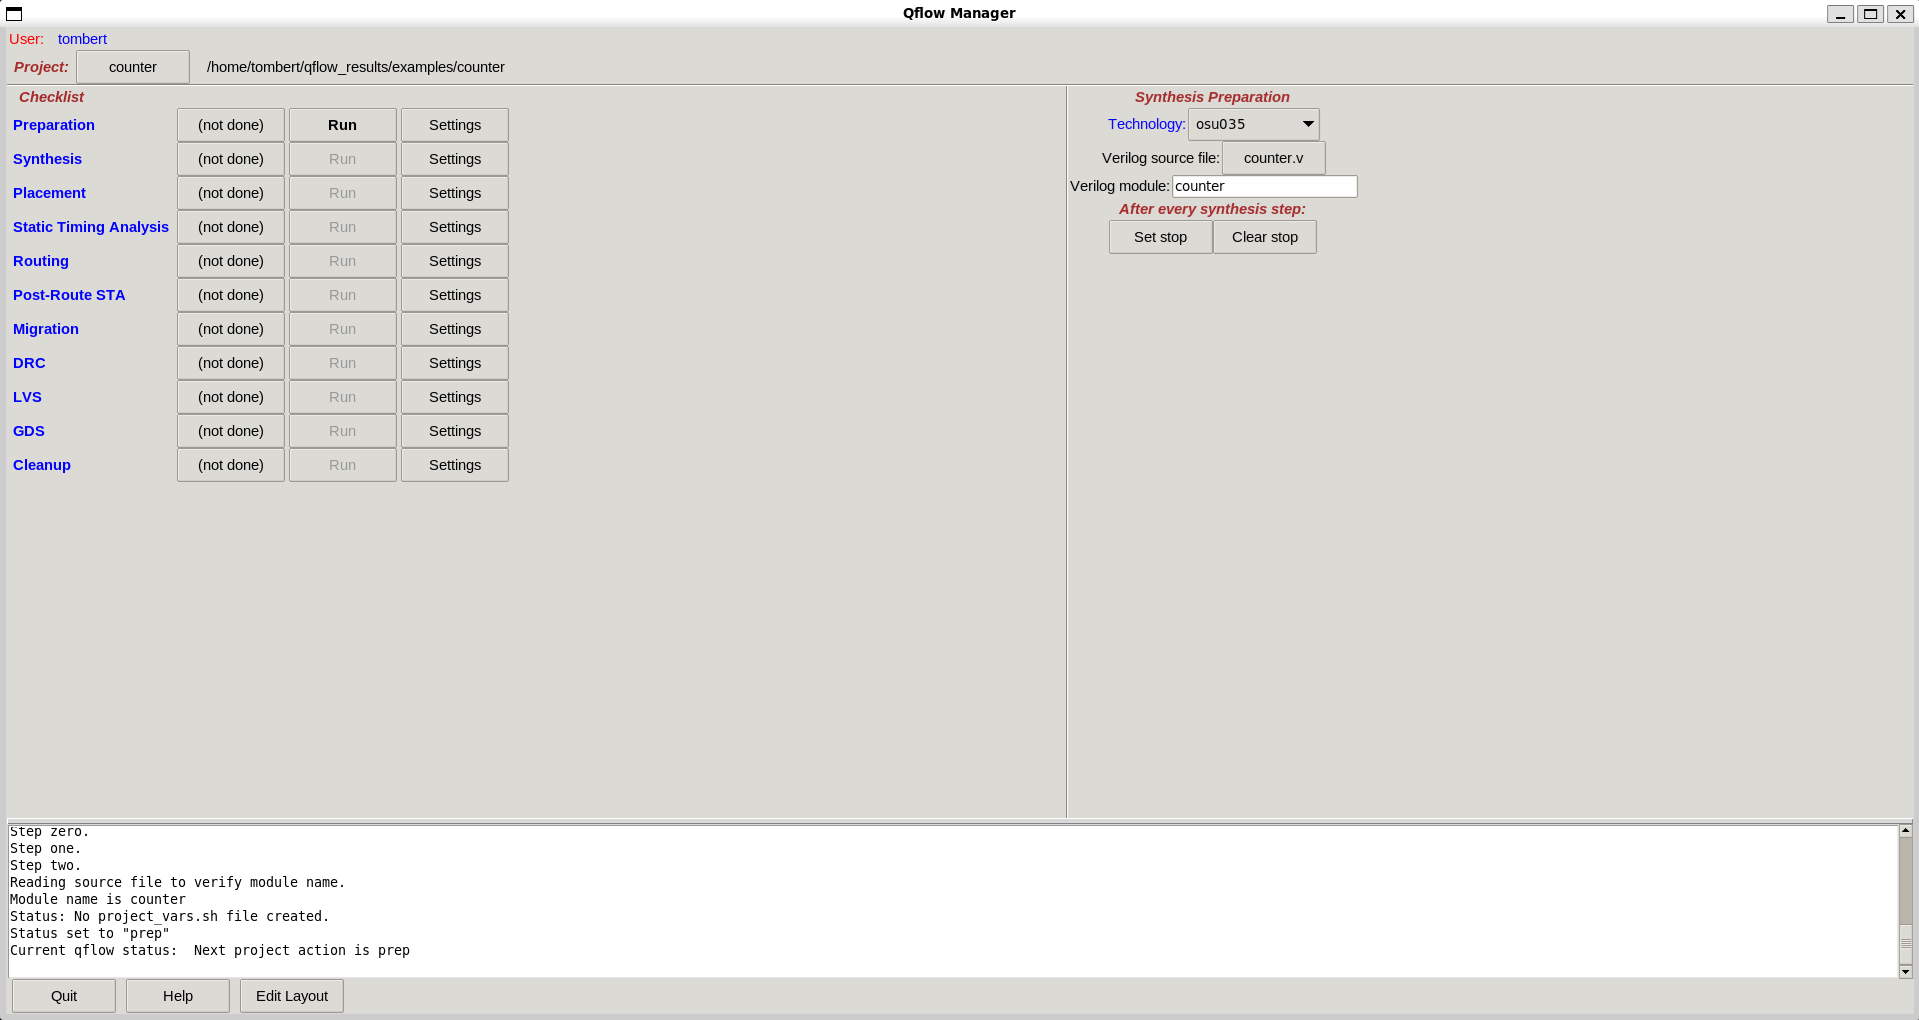 Qflow Manager
User: tombert
Project: counter /home/tombert/qflow_results/examples/counter
Checklist
Preparation (not done) Run Settings
Synthesis (not done) Run Settings
Placement (not done) Run Settings
Static Timing Analysis (not done) Run Settings
Routing (not done) Run Settings
Post-Route STA (not done) Run Settings
Migration (not done) Run Settings
DRC (not done) Run Settings
LVS (not done) Run Settings
GDS (not done) Run Settings
Cleanup (not done) Run Settings
Synthesis Preparation
Technology: osu035
Verilog source file: counter.v
Verilog module: counter
After every synthesis step:
Set stop Clear stop
Step zero.
Step one.
Step two.
Reading source file to verify module name.
Module name is counter
Status: No project_vars.sh file created.
Status set to "prep"
Current qflow status:  Next project action is prep
Quit Help Edit Layout